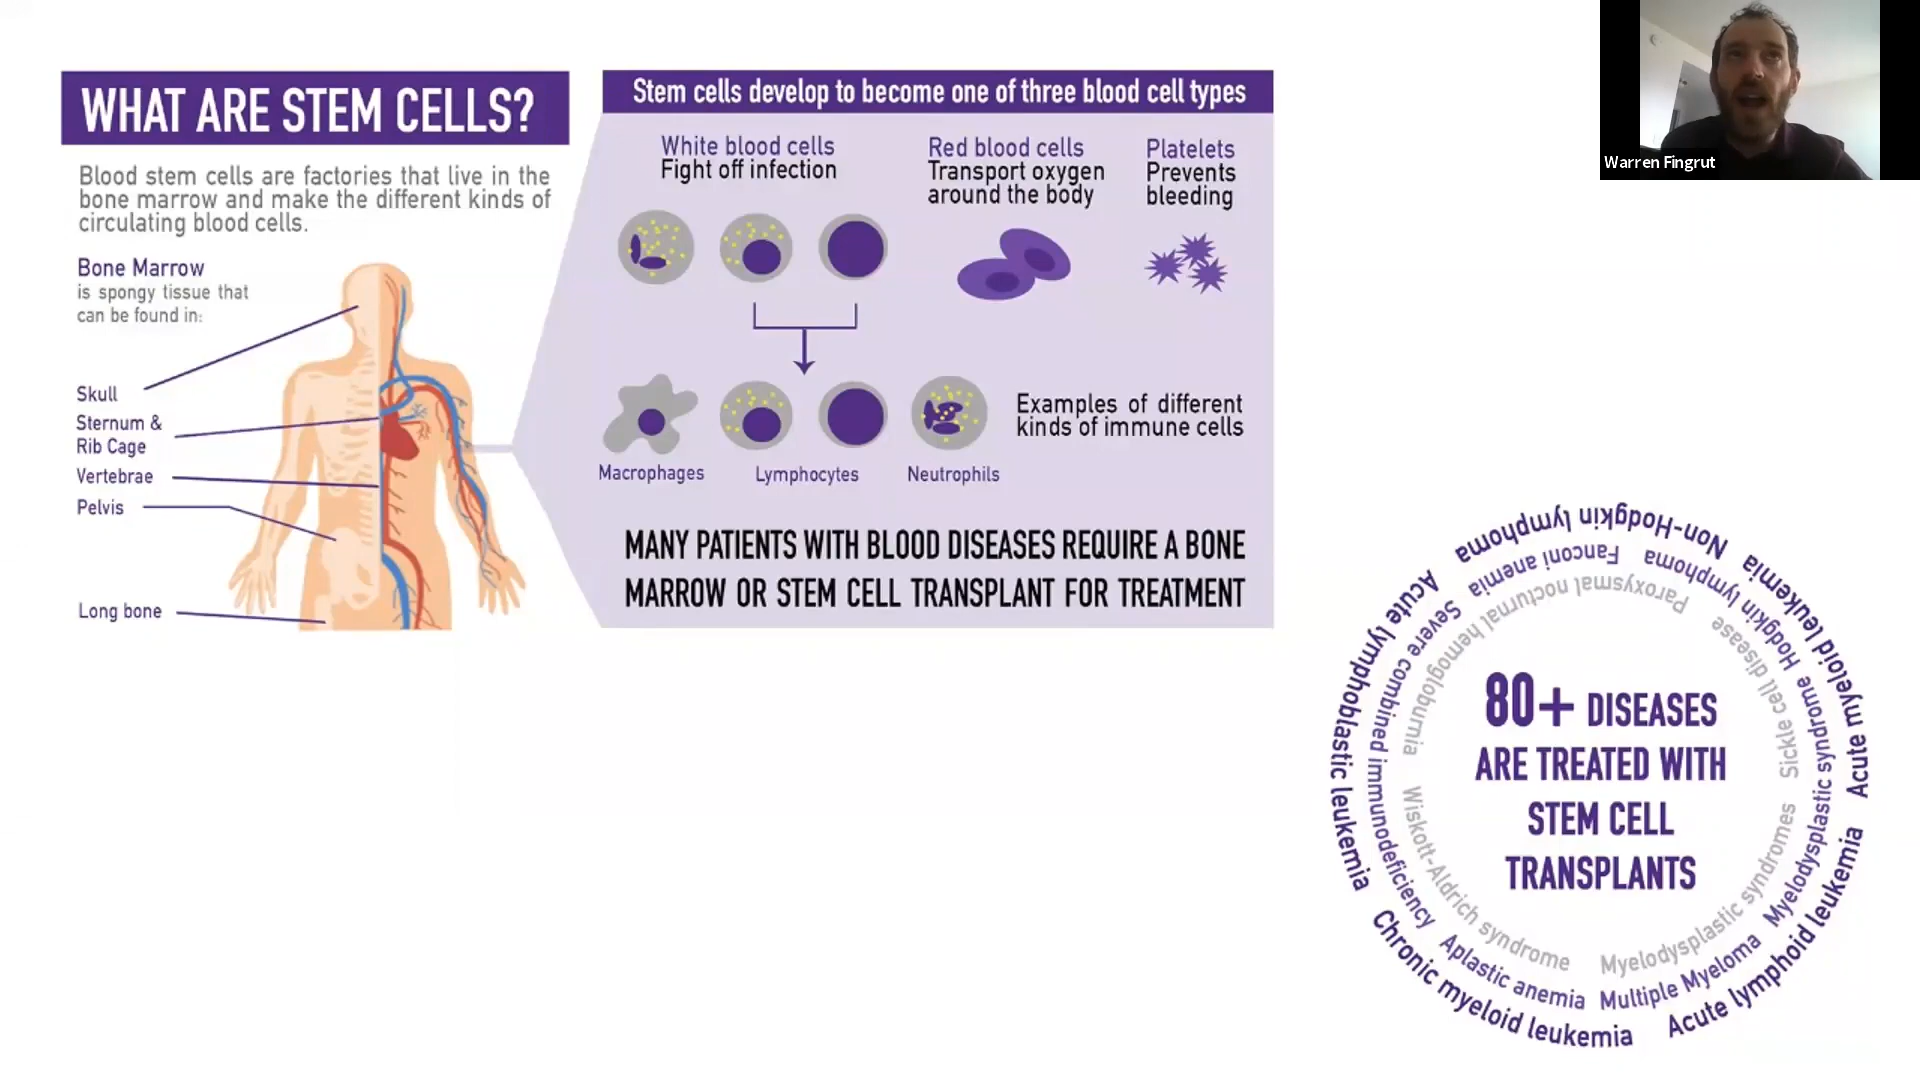 WHAT ARE STEM CELLS?
Blood stem cells are factories that live in the
bone marrow and make the different kinds of
circulating blood cells.
Bone Marrow
is spongy tissue that
can be found in:
Skull
Sternum &
Rib Cage
Vertebrae
Pelvis
Long bone
Stem cells develop to become one of three blood cell types
White blood cells
Fight off infection
Red blood cells
Transport oxygen
around the body
Platelets
Prevents
bleeding
Macrophages
Lymphocytes
Neutrophils
Examples of different
kinds of immune cells
MANY PATIENTS WITH BLOOD DISEASES REQUIRE A BONE
MARROW OR STEM CELL TRANSPLANT FOR TREATMENT
Warren Fingrut
80+ DISEASES
ARE TREATED WITH
STEM CELL
TRANSPLANTS
Non-Hodgkin lymphoma
Acute myeloid leukemia
Acute lymphoid leukemia
Chronic myeloid leukemia
Acute lymphoblastic leukemia
Fanconi anemia
Hodgkin lymphoma
Myelodysplastic syndrome
Multiple Myeloma
Aplastic anemia
Severe combined immunodeficiency
Paroxysmal nocturnal hemogloburnia
Sickle cell disease
Myelodysplastic syndromes
Wiskott-Aldrich syndrome